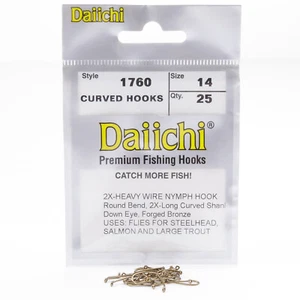 Daiichi
Style 1760 Size 14
CURVED HOOKS Qty. 25
Daiichi®
Premium Fishing Hooks
CATCH MORE FISH!
2X-HEAVY WIRE NYMPH HOOK
Round Bend, 2X-Long Curved Shan
Down Eye, Forged Bronze
USES: FLIES FOR STEELHEAD,
SALMON AND LARGE TROUT